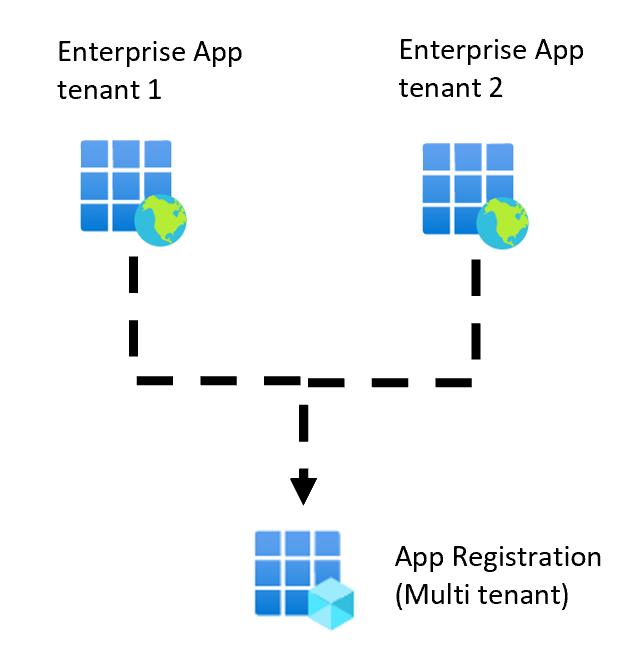 Enterprise App
tenant 1
Enterprise App
tenant 2
App Registration
(Multi tenant)